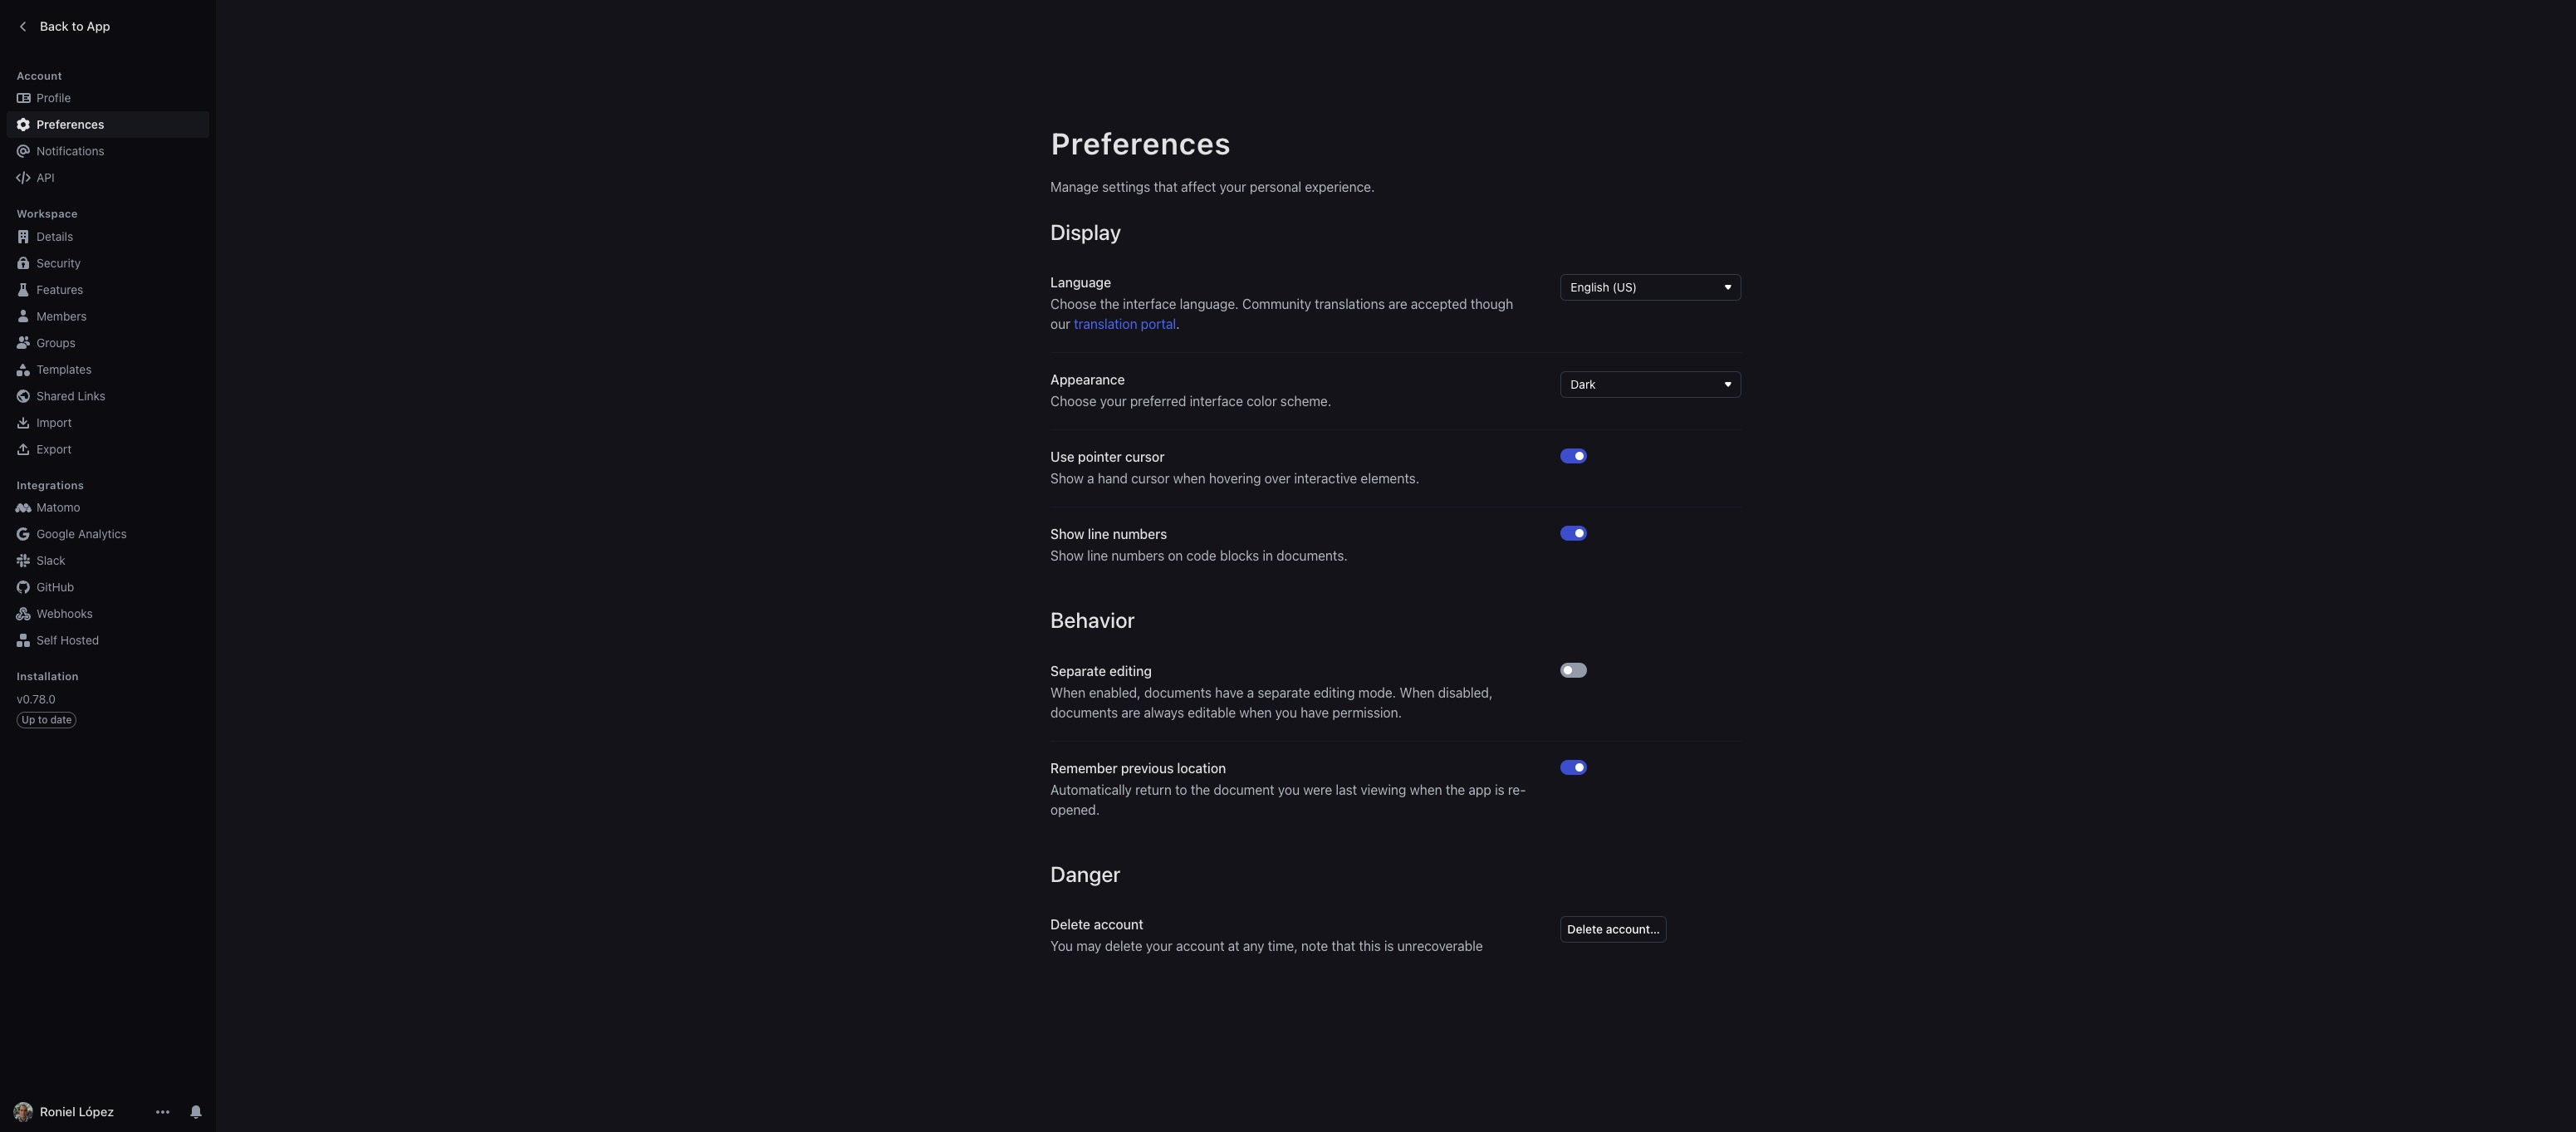 Back to App
Account
Profile
Preferences
Notifications
API
Workspace
Details
Security
Features
Members
Groups
Templates
Shared Links
Import
Export
Integrations
Matomo
Google Analytics
Slack
GitHub
Webhooks
Self Hosted
Installation
v0.78.0
Up to date
Roniel López
Preferences
Manage settings that affect your personal experience.
Display
Language
Choose the interface language. Community translations are accepted though
our translation portal.
English (US)
Appearance
Choose your preferred interface color scheme.
Dark
Use pointer cursor
Show a hand cursor when hovering over interactive elements.
Show line numbers
Show line numbers on code blocks in documents.
Behavior
Separate editing
When enabled, documents have a separate editing mode. When disabled,
documents are always editable when you have permission.
Remember previous location
Automatically return to the document you were last viewing when the app is re-
opened.
Danger
Delete account
You may delete your account at any time, note that this is unrecoverable
Delete account…